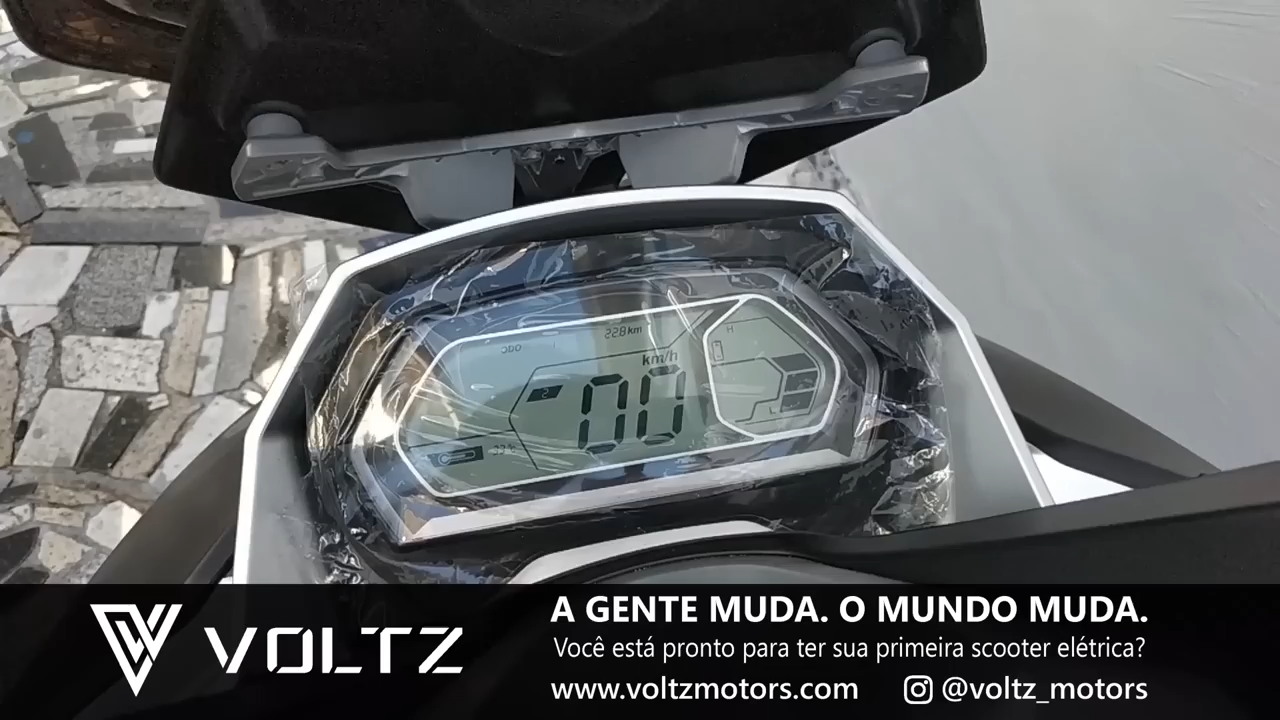 ODO
228km
km/h
H
00
VOLTZ
A GENTE MUDA. O MUNDO MUDA.
Você está pronto para ter sua primeira scooter elétrica?
www.voltzmotors.com
@voltz_motors